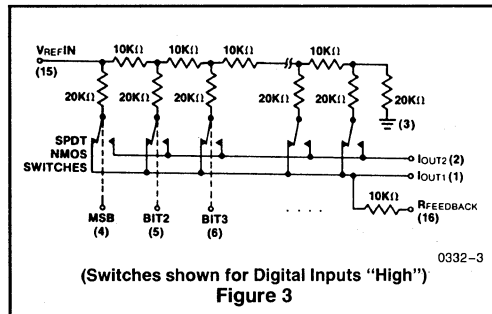 VREFIN 10KΩ 10KΩ 10KΩ 10KΩ
(15)
20KΩ 20KΩ 20KΩ 20KΩ 20KΩ 20KΩ
(3)
SPDT
NMOS
SWITCHES
IOUT2 (2)
IOUT1 (1)
10KΩ RFEEDBACK
(16)
MSB BIT2 BIT3 . . . .
(4) (5) (6)
0332-3
(Switches shown for Digital Inputs "High")
Figure 3